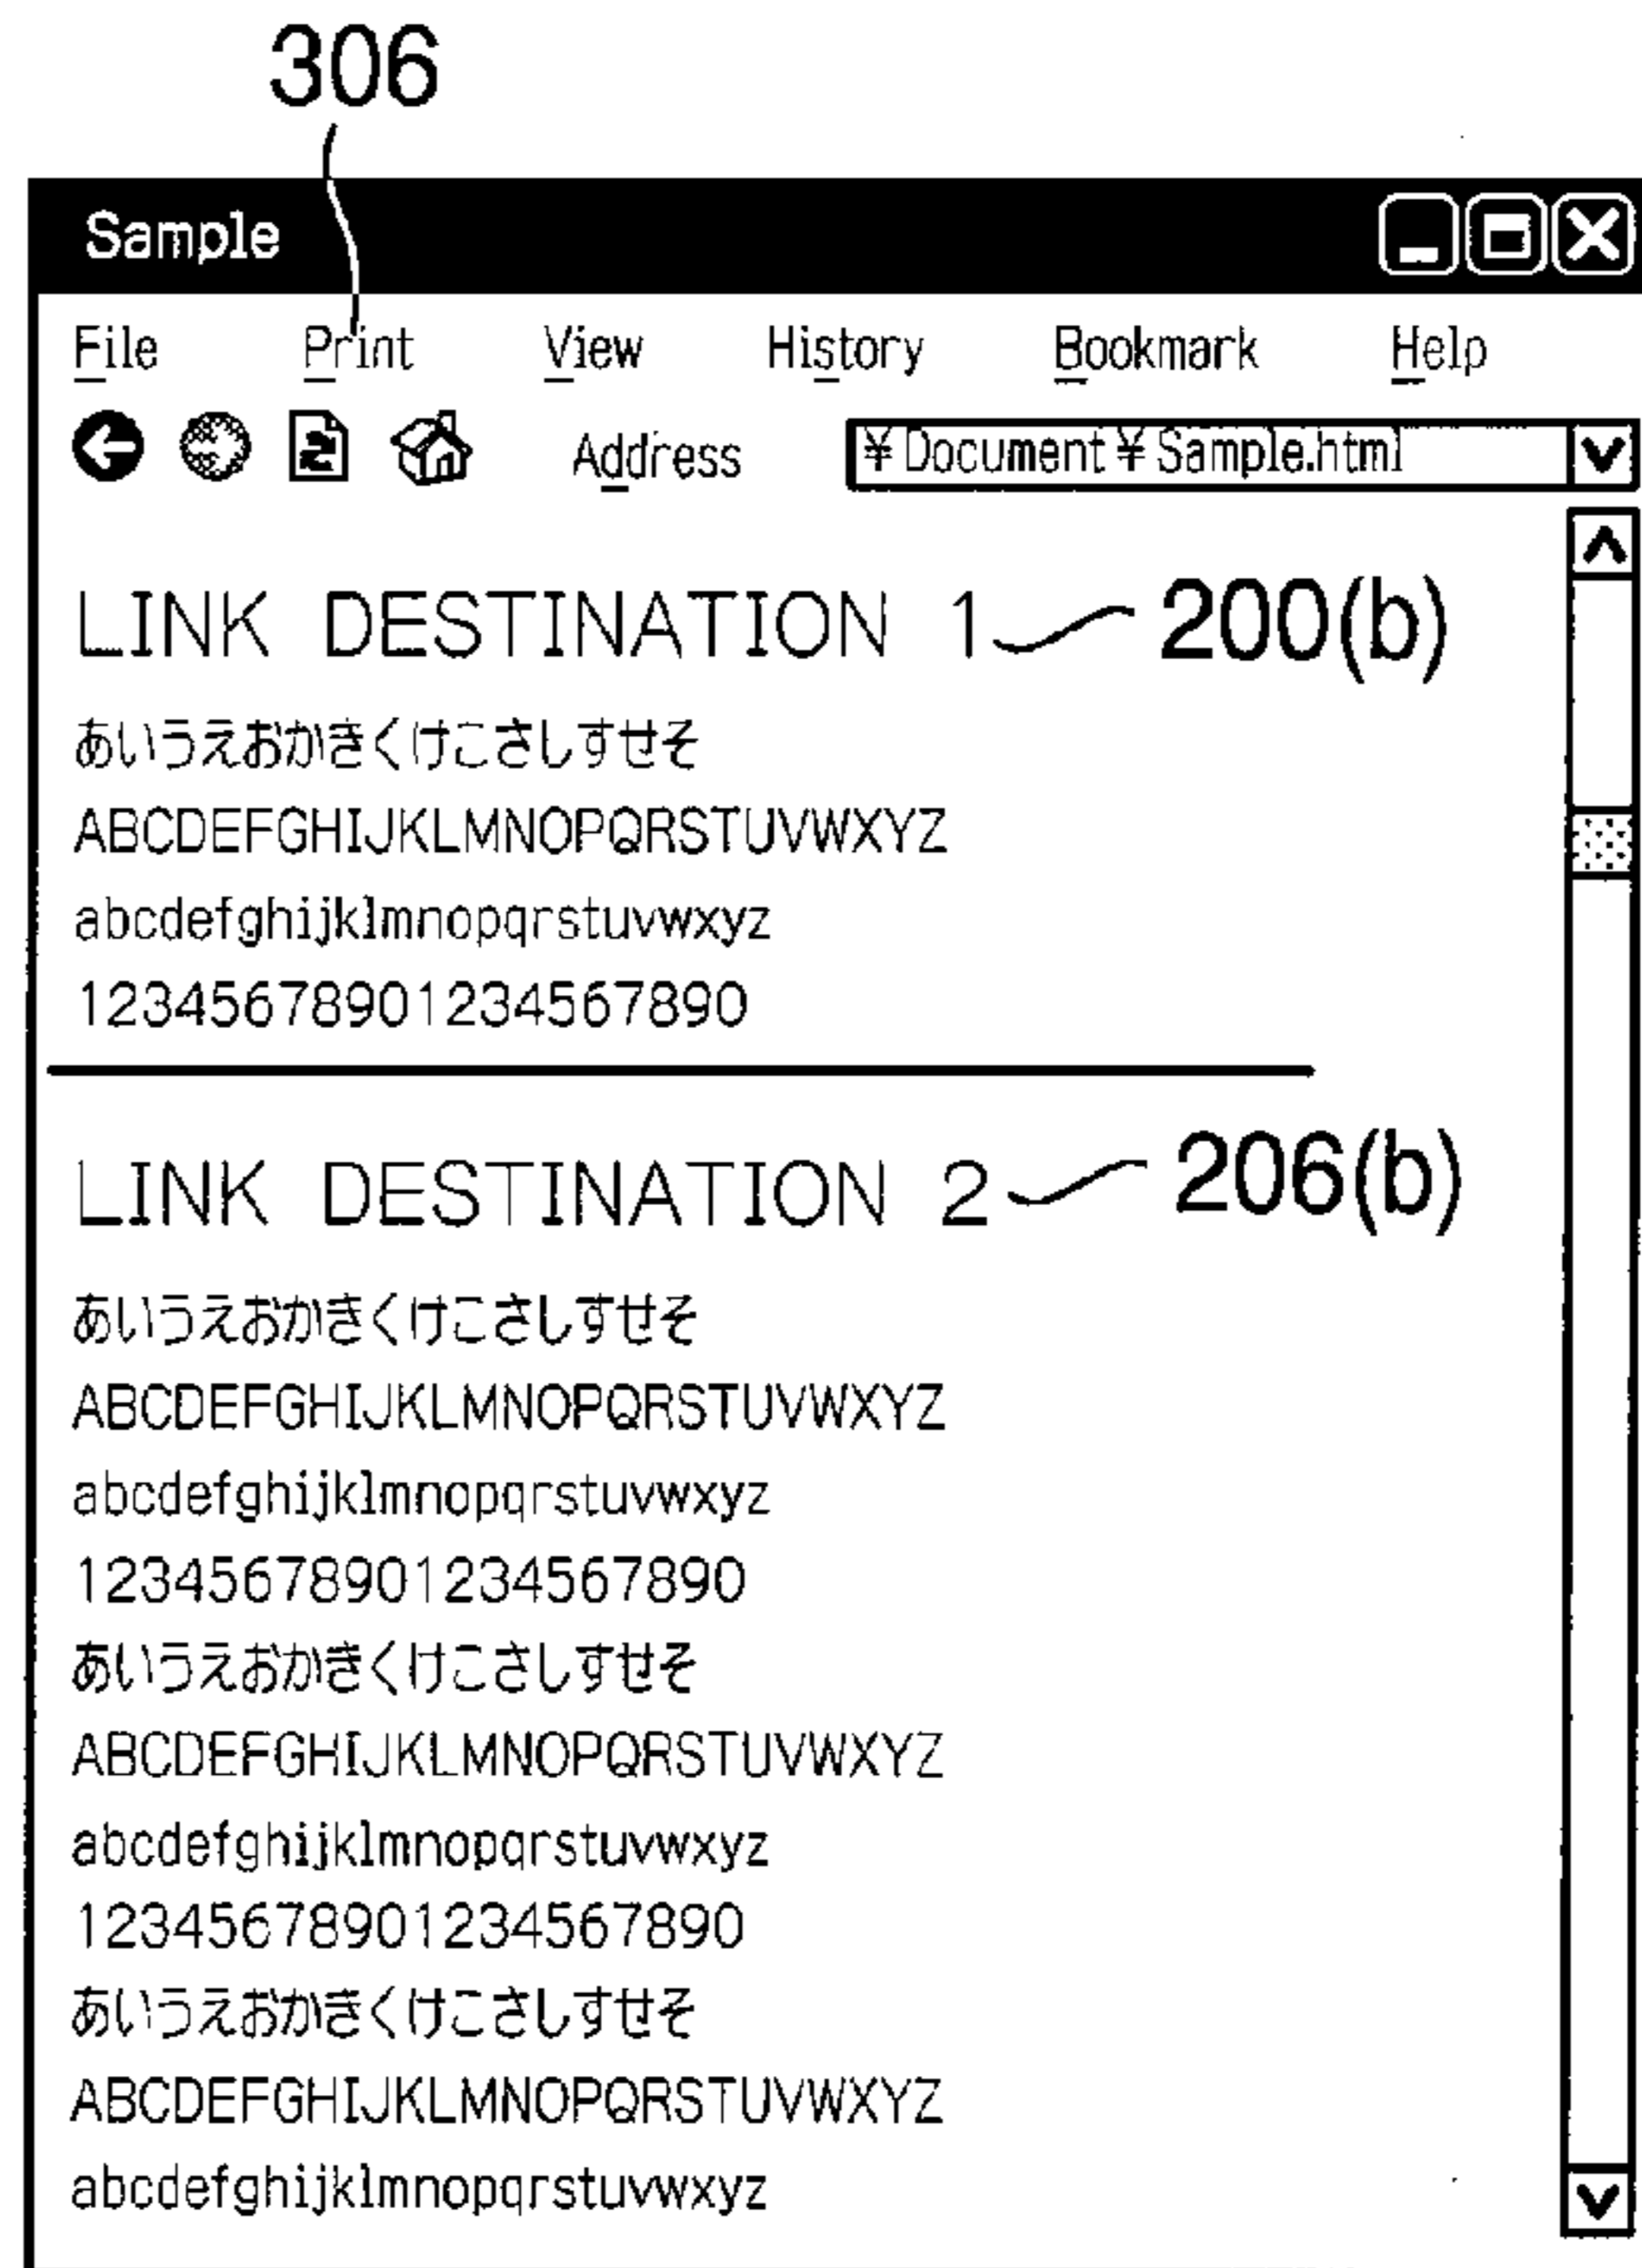 306
Sample
File Print View History Bookmark Help
Address ¥Document¥Sample.html
LINK DESTINATION 1 200(b)
あいうえおかきくけこさしすせそ
ABCDEFGHIJKLMNOPQRSTUVWXYZ
abcdefghijklmnopqrstuvwxyz
12345678901234567890
LINK DESTINATION 2 206(b)
あいうえおかきくけこさしすせそ
ABCDEFGHIJKLMNOPQRSTUVWXYZ
abcdefghijklmnopqrstuvwxyz
12345678901234567890
あいうえおかきくけこさしすせそ
ABCDEFGHIJKLMNOPQRSTUVWXYZ
abcdefghijklmnopqrstuvwxyz
12345678901234567890
あいうえおかきくけこさしすせそ
ABCDEFGHIJKLMNOPQRSTUVWXYZ
abcdefghijklmnopqrstuvwxyz